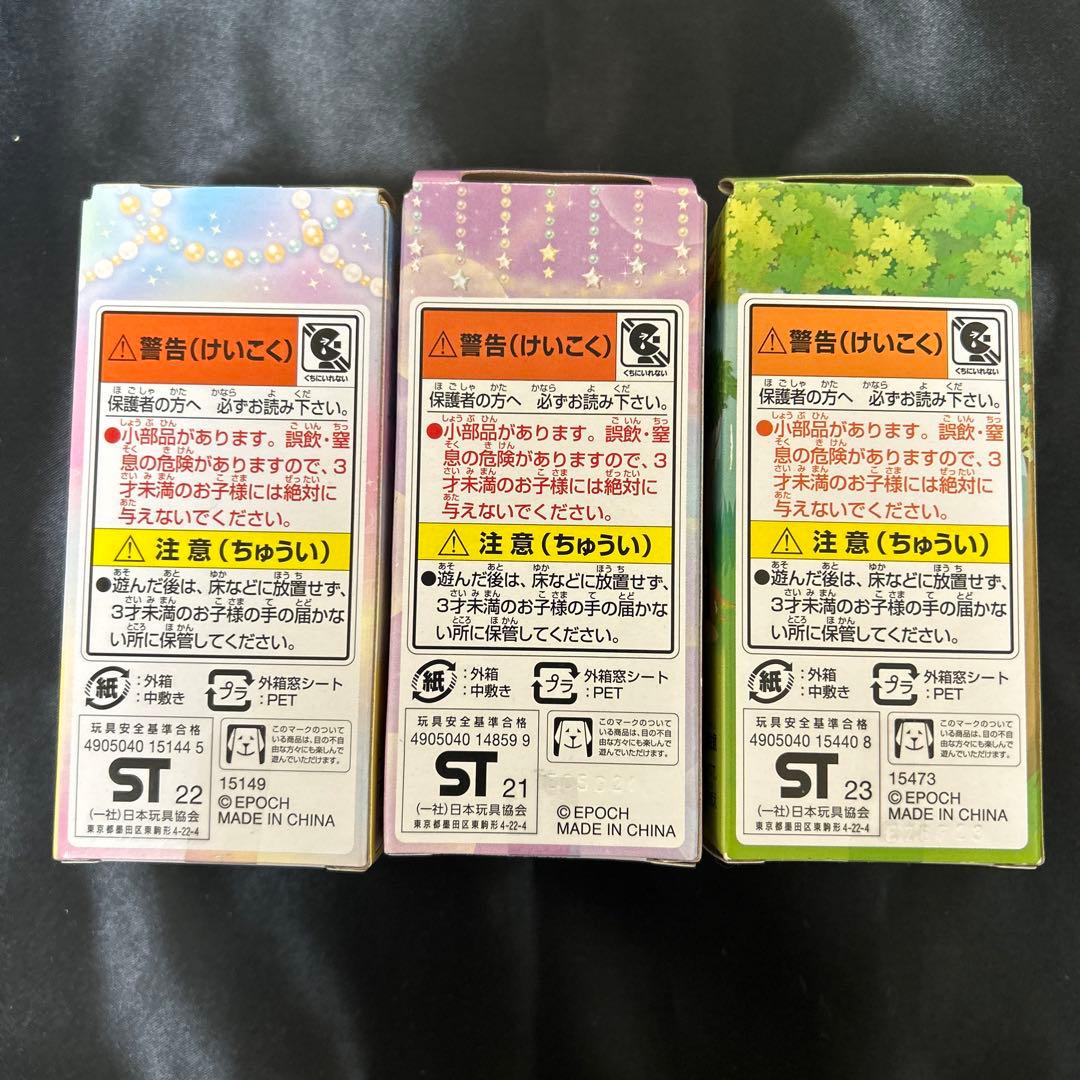 警告(けいこく)
くちにいれない
保護者の方へ 必ずお読み下さい。
●小部品があります。誤飲・窒
息の危険がありますので、3
才未満のお子様には絶対に
与えないでください。
注意(ちゅうい)
●遊んだ後は、床などに放置せず、
3才未満のお子様の手の届かな
い所に保管してください。
紙 :外箱
:中敷き
プラ 外箱窓シート
:PET
玩具安全基準合格
4905040 15144 5
ST 22
(一社)日本玩具協会
東京都墨田区東駒形4-22-4
このマークのついて
いる商品は、目の不自
由な方々にも楽しんで
遊んでいただけます。
15149
©EPOCH
MADE IN CHINA
警告(けいこく)
くちにいれない
保護者の方へ 必ずお読み下さい。
●小部品があります。誤飲・窒
息の危険がありますので、3
才未満のお子様には絶対に
与えないでください。
注意(ちゅうい)
●遊んだ後は、床などに放置せず、
3才未満のお子様の手の届かな
い所に保管してください。
紙 :外箱
:中敷き
プラ 外箱窓シート
:PET
玩具安全基準合格
4905040 14859 9
ST 21
(一社)日本玩具協会
東京都墨田区東駒形4-22-4
このマークのついて
いる商品は、目の不自
由な方々にも楽しんで
遊んでいただけます。
©EPOCH
MADE IN CHINA
警告(けいこく)
くちにいれない
保護者の方へ 必ずお読み下さい。
●小部品があります。誤飲・窒
息の危険がありますので、3
才未満のお子様には絶対に
与えないでください。
注意(ちゅうい)
●遊んだ後は、床などに放置せず、
3才未満のお子様の手の届かな
い所に保管してください。
紙 :外箱
:中敷き
プラ 外箱窓シート
:PET
玩具安全基準合格
4905040 15440 8
ST 23
(一社)日本玩具協会
東京都墨田区東駒形4-22-4
このマークのついて
いる商品は、目の不自
由な方々にも楽しんで
遊んでいただけます。
15473
©EPOCH
MADE IN CHINA